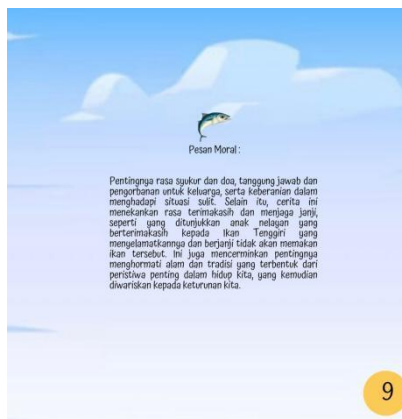 Pesan Moral :
Pentingnya rasa syukur dan doa, tanggung jawab dan
pengorbanan untuk keluarga, serta keberanian dalam
menghadapi situasi sulit. Selain itu, cerita ini
menekankan rasa terimakasih dan menjaga janji,
seperti yang ditunjukkan anak nelayan yang
berterimakasih kepada Ikan Tenggiri yang
menyelamatkannya dan berjanji tidak akan memakan
ikan tersebut. Ini juga mencerminkan pentingnya
menghormati alam dan tradisi yang terbentuk dari
peristiwa penting dalam hidup kita, yang kemudian
diwariskan kepada keturunan kita.
9